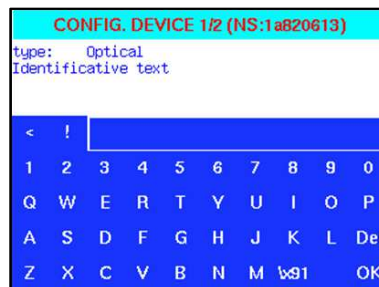 CONFIG. DEVICE 1/2 (NS:1a820613)
type: Optical
Identificative text
< !
1 2 3 4 5 6 7 8 9 0
Q W E R T Y U I O P
A S D F G H J K L De
Z X C V B N M \x91 OK